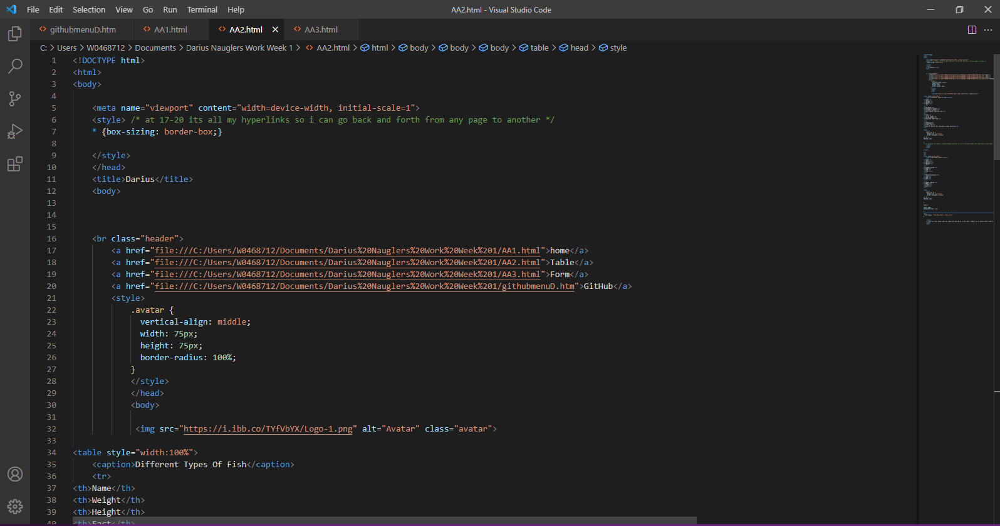 File Edit Selection View Go Run Terminal Help AA2.html - Visual Studio Code
githubmenuD.htm AA1.html AA2.html AA3.html
C: > Users > W0468712 > Documents > Darius Nauglers Work Week 1 > AA2.html > html > body > body > body > table > head > style
1 <!DOCTYPE html>
2 <html>
3 <body>
4
5 <meta name="viewport" content="width=device-width, initial-scale=1">
6 <style> /* at 17-20 its all my hyperlinks so i can go back and forth from any page to another */
7 * {box-sizing: border-box;}
8
9 </style>
10 </head>
11 <title>Darius</title>
12 <body>
13
14
15
16 <br class="header">
17 <a href="file:///C:/Users/W0468712/Documents/Darius%20Nauglers%20Work%20Week%201/AA1.html">home</a>
18 <a href="file:///C:/Users/W0468712/Documents/Darius%20Nauglers%20Work%20Week%201/AA2.html">Table</a>
19 <a href="file:///C:/Users/W0468712/Documents/Darius%20Nauglers%20Work%20Week%201/AA3.html">Form</a>
20 <a href="file:///C:/Users/W0468712/Documents/Darius%20Nauglers%20Work%20Week%201/githubmenuD.htm">GitHub</a>
21 <style>
22 .avatar {
23 vertical-align: middle;
24 width: 75px;
25 height: 75px;
26 border-radius: 100%;
27 }
28 </style>
29 </head>
30 <body>
31
32 <img src="https://i.ibb.co/TYfVbYX/Logo-1.png" alt="Avatar" class="avatar">
33
34 <table style="width:100%">
35 <caption>Different Types Of Fish</caption>
36 <tr>
37 <th>Name</th>
38 <th>Weight</th>
39 <th>Height</th>
40 <th>Fact</th>